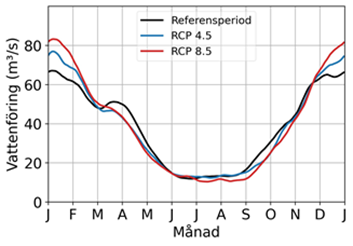 Referensperiod
RCP 4.5
RCP 8.5
Vattenföring (m³/s)
80
60
40
20
0
J F M A M J J A S O N D J
Månad